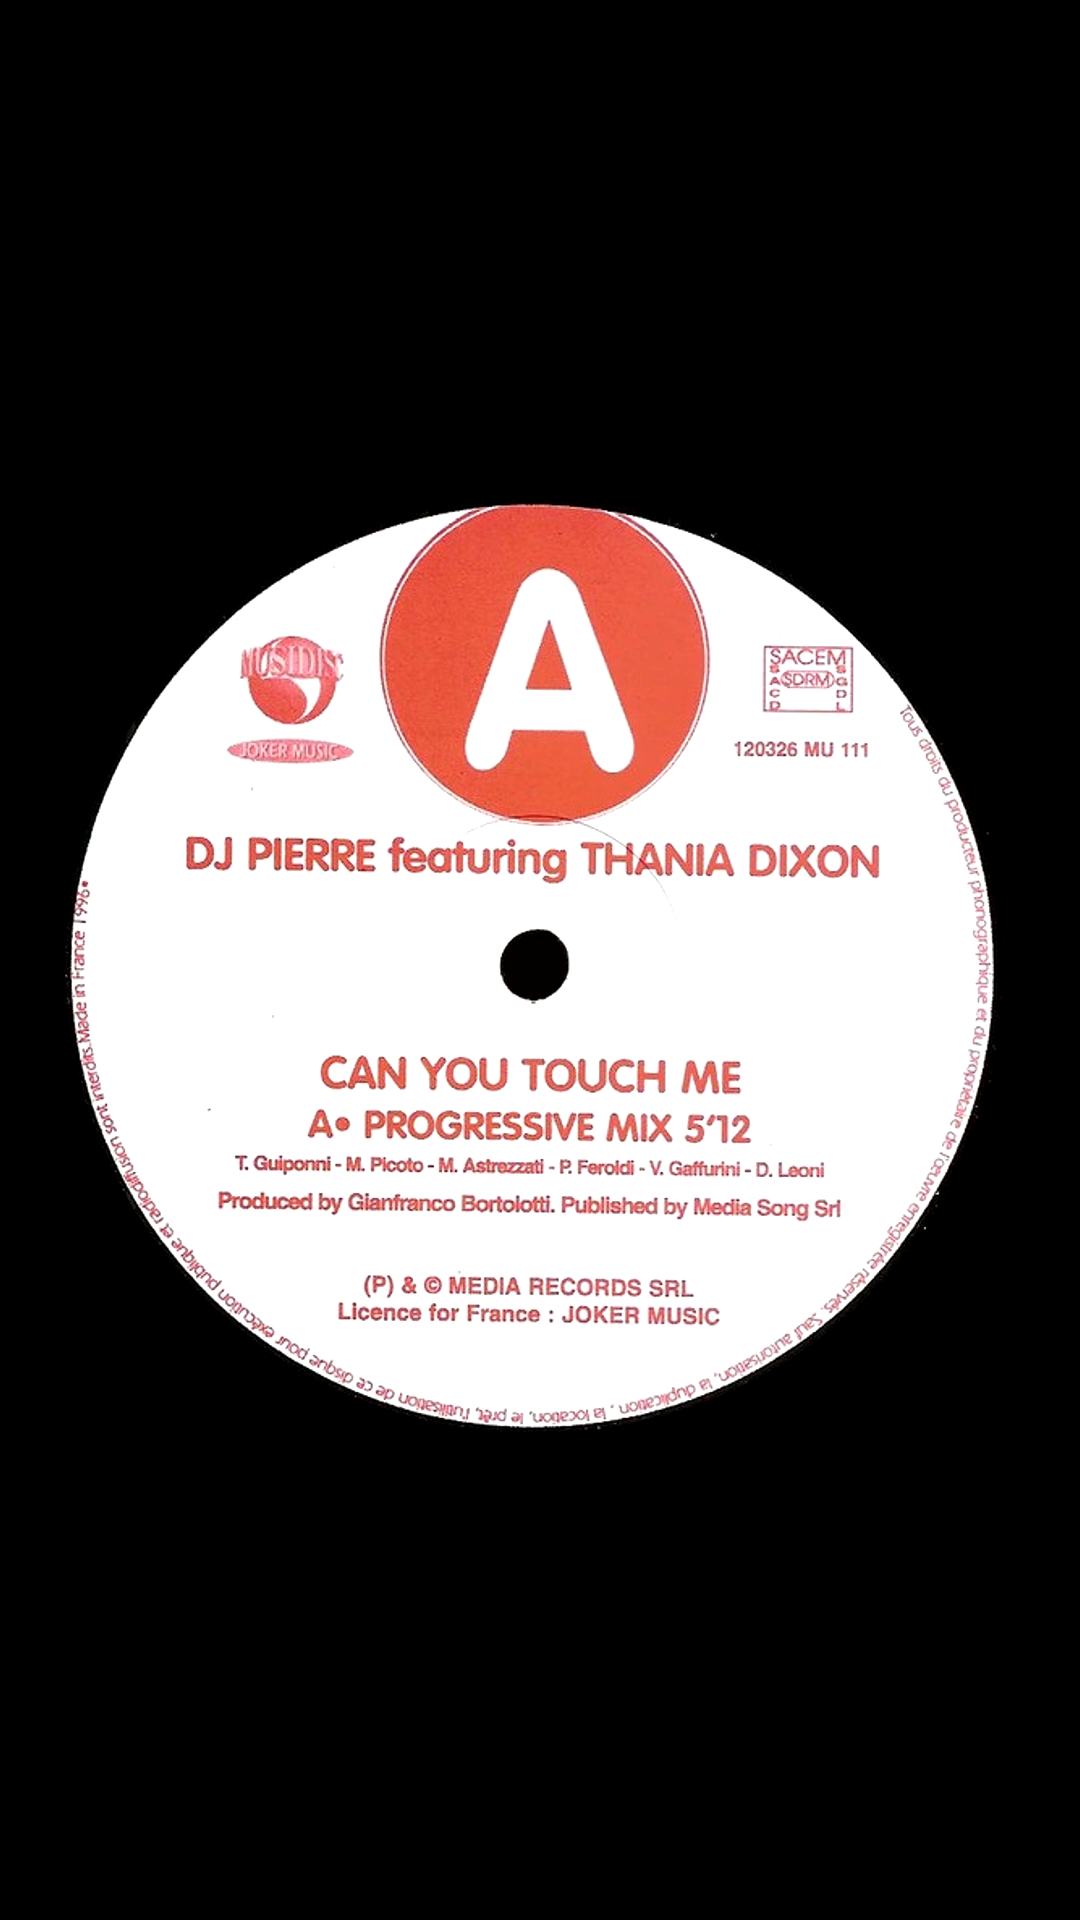 A
MUSIDISC
JOKER MUSIC
SACEM
SACD
SDRM
SGDL
120326 MU 111
DJ PIERRE featuring THANIA DIXON
CAN YOU TOUCH ME
A• PROGRESSIVE MIX 5'12
T. Guiponni - M. Picoto - M. Astrezzati - P. Feroldi - V. Gaffurini - D. Leoni
Produced by Gianfranco Bortolotti. Published by Media Song Srl
(P) & © MEDIA RECORDS SRL
Licence for France : JOKER MUSIC
Tous droits du producteur phonographique et du propriétaire de l'œuvre enregistrée réservés. Sauf autorisation, la duplication, , la location, le prêt, l'utilisation de ce disque pour exécution publique et radiodiffusion sont interdits. Made in France 1996•